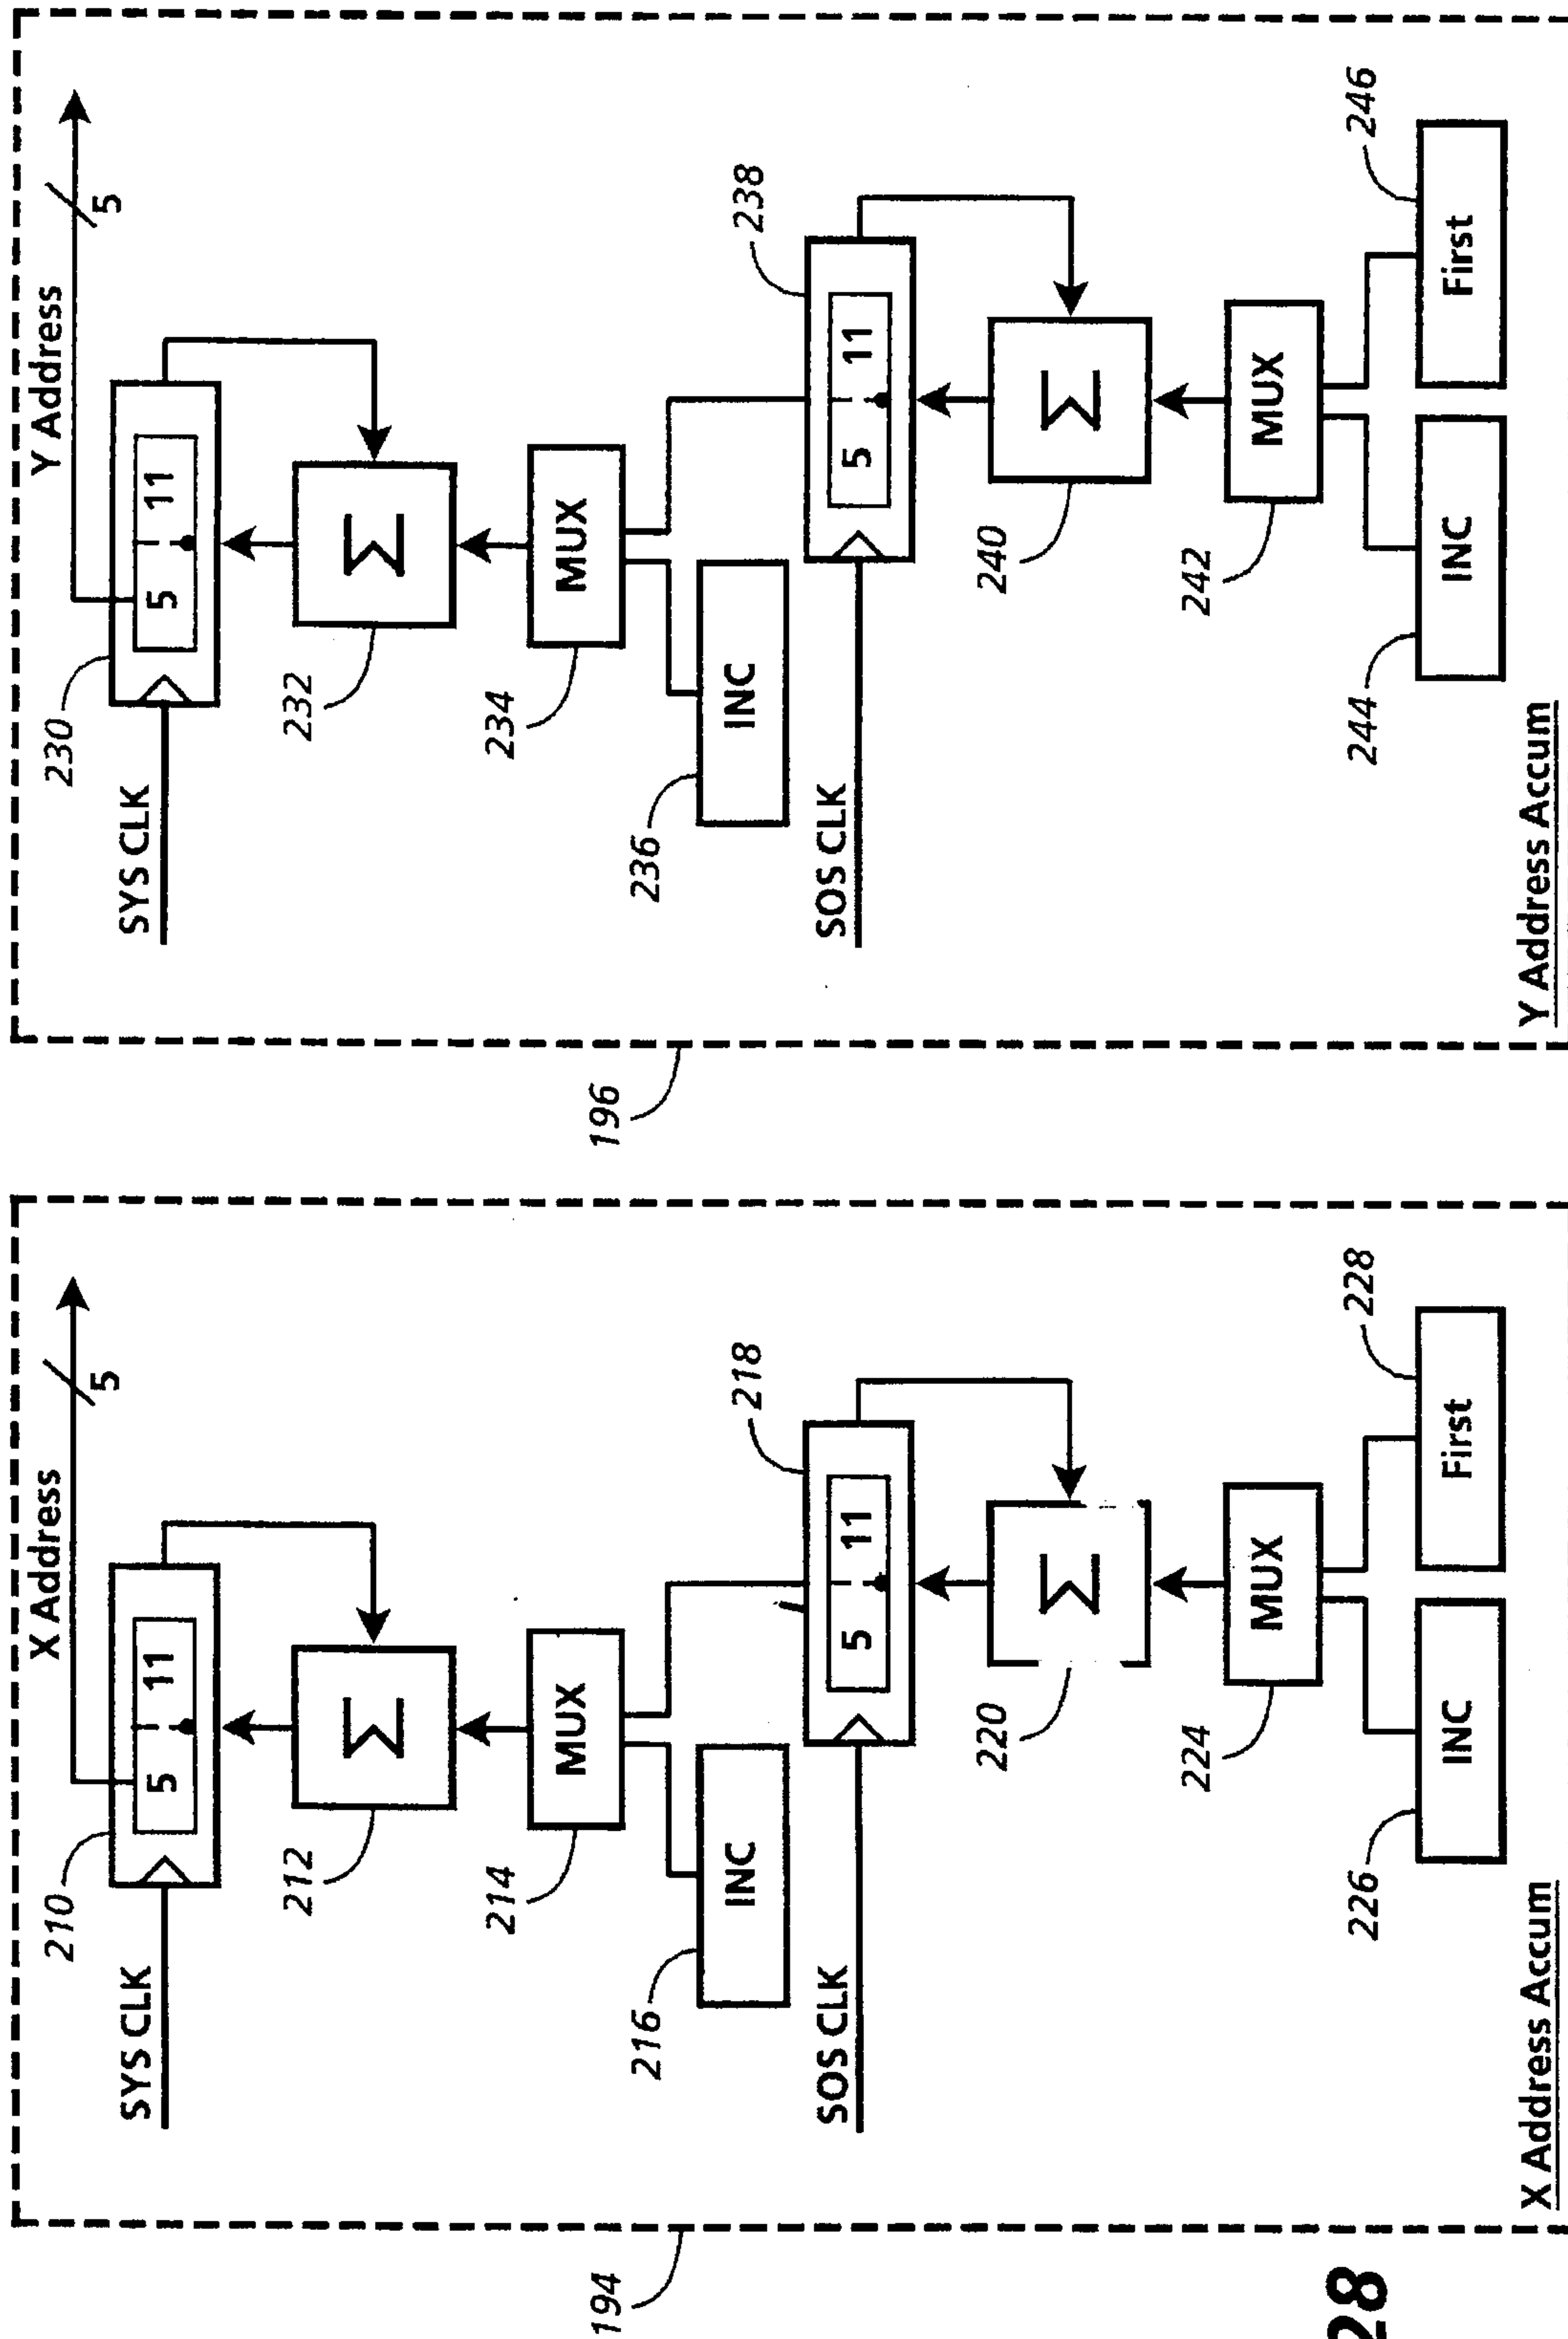 194
X Address
5
210
SYS CLK
5 11
212
Σ
214
MUX
216
INC
218
SOS CLK
5 11
220
Σ
224
MUX
226
INC
228
First
X Address Accum
196
Y Address
5
230
SYS CLK
5 11
232
Σ
234
MUX
236
INC
238
SOS CLK
5 11
240
Σ
242
MUX
244
INC
246
First
Y Address Accum
28